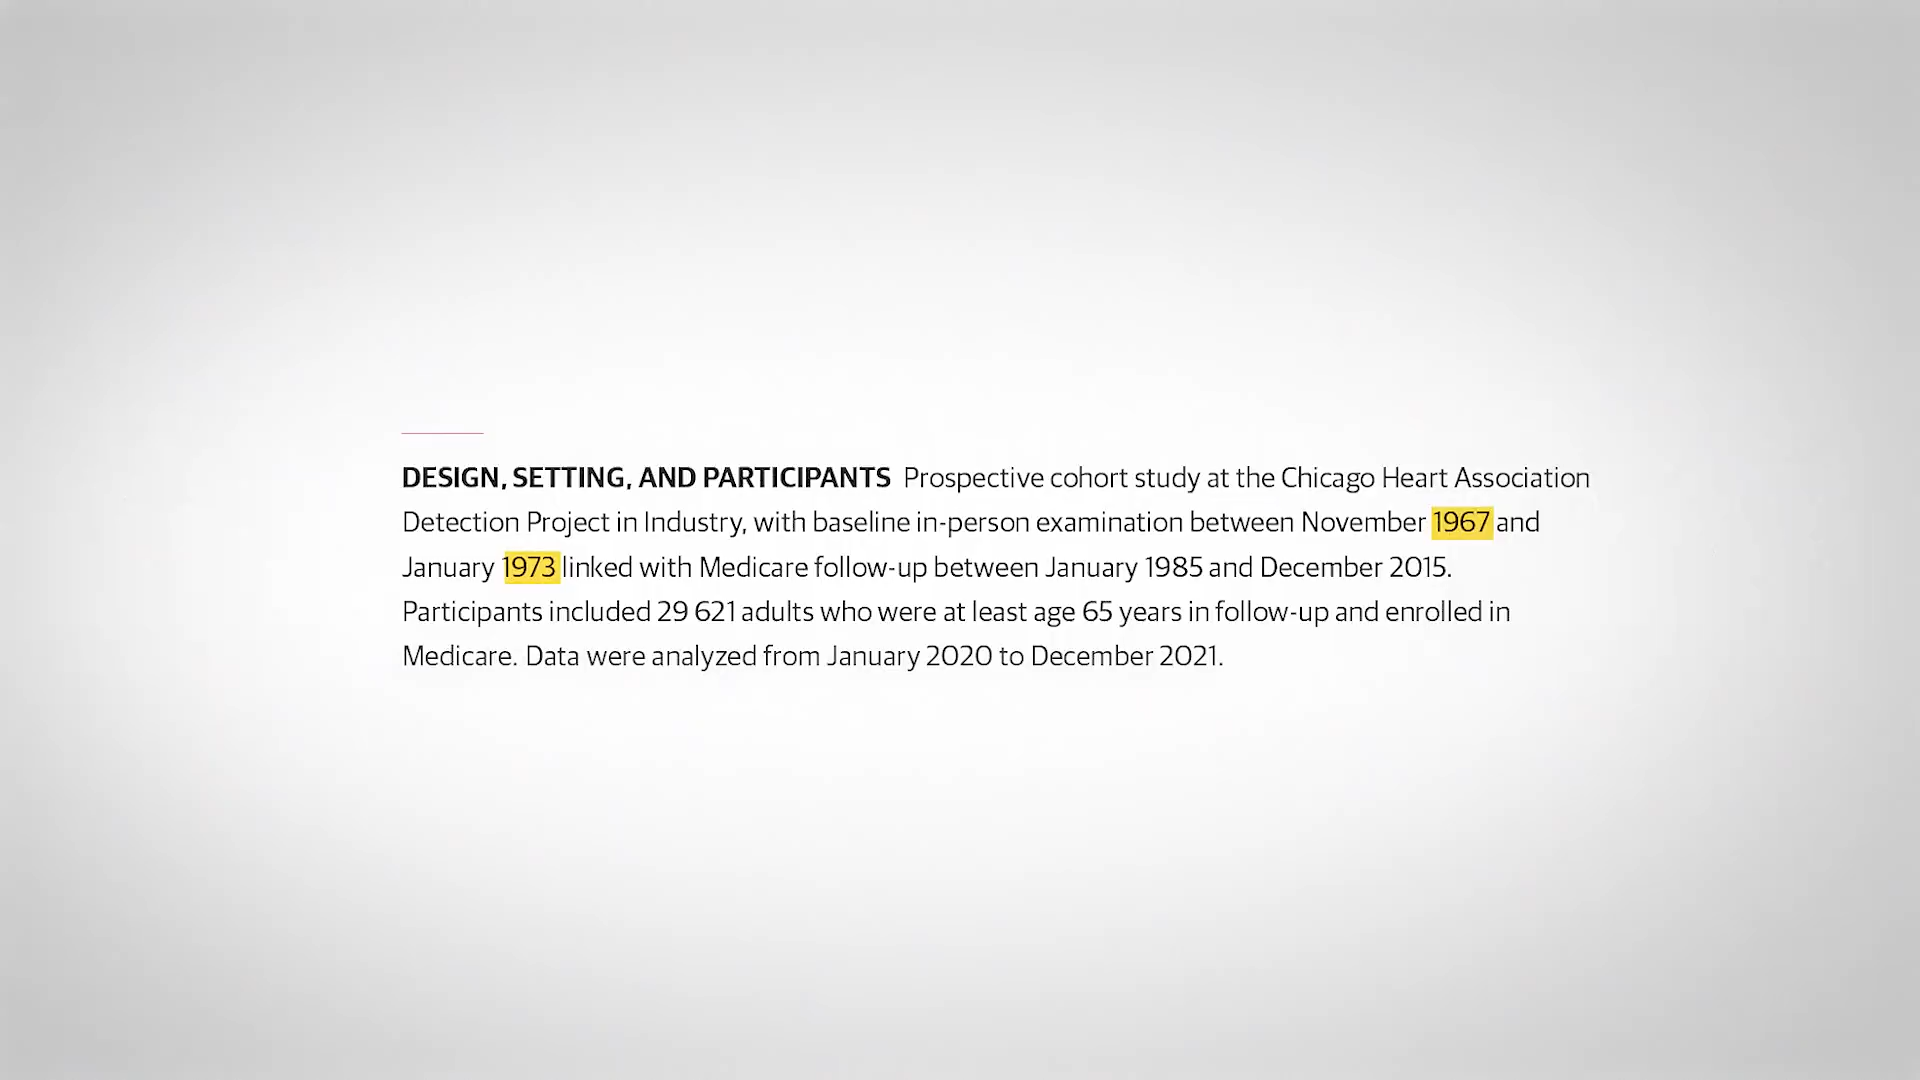 DESIGN, SETTING, AND PARTICIPANTS Prospective cohort study at the Chicago Heart Association
Detection Project in Industry, with baseline in-person examination between November 1967 and
January 1973 linked with Medicare follow-up between January 1985 and December 2015.
Participants included 29 621 adults who were at least age 65 years in follow-up and enrolled in
Medicare. Data were analyzed from January 2020 to December 2021.